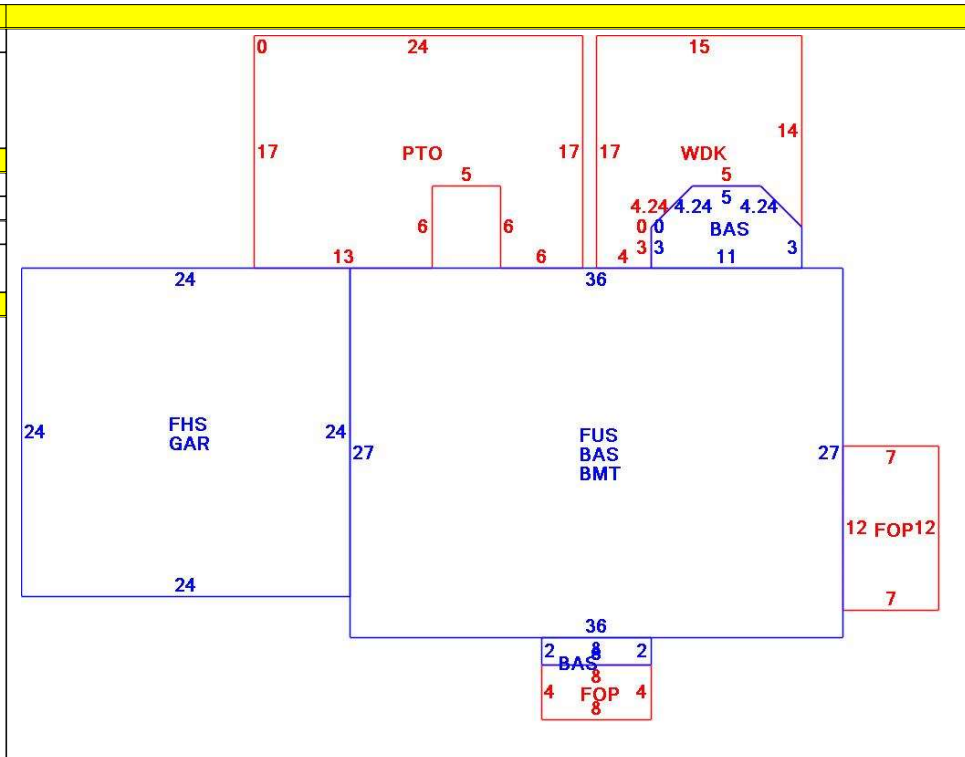 0 24 15
14
17 PTO 17 17 WDK
5 5
4.24 4.24 5 4.24
6 6 0 0 BAS
13 6 4 3 3 11 3
24 36
24 FHS 24
GAR
27 FUS 27
BAS
BMT
7
12 FOP 12
7
24
36
2 8 2
BAS
8
4 FOP 4
8